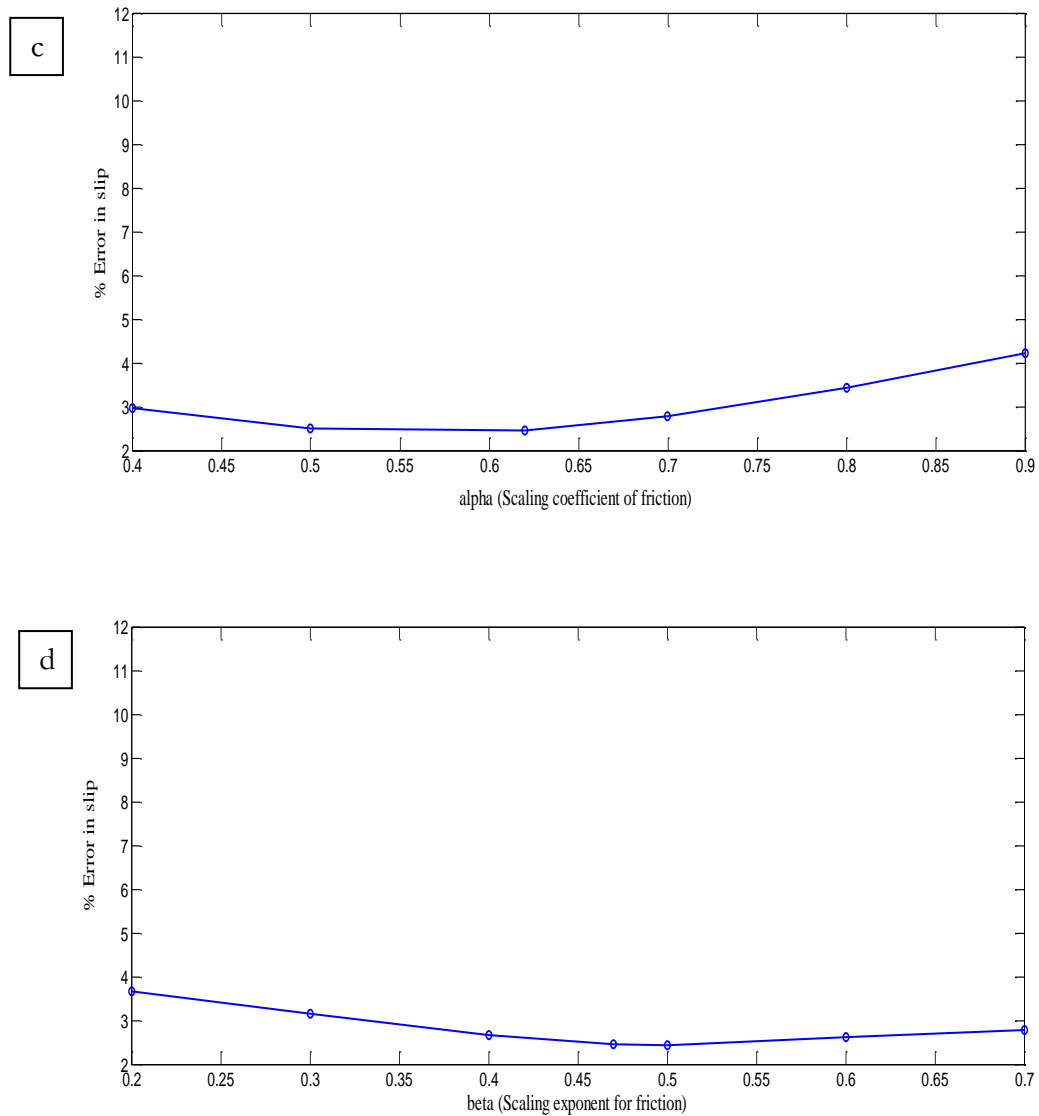 c
12
11
10
9
8
7
6
5
4
3
2
% Error in slip
0.4 0.45 0.5 0.55 0.6 0.65 0.7 0.75 0.8 0.85 0.9
alpha (Scaling coefficient of friction)
d
12
11
10
9
8
7
6
5
4
3
2
% Error in slip
0.2 0.25 0.3 0.35 0.4 0.45 0.5 0.55 0.6 0.65 0.7
beta (Scaling exponent for friction)